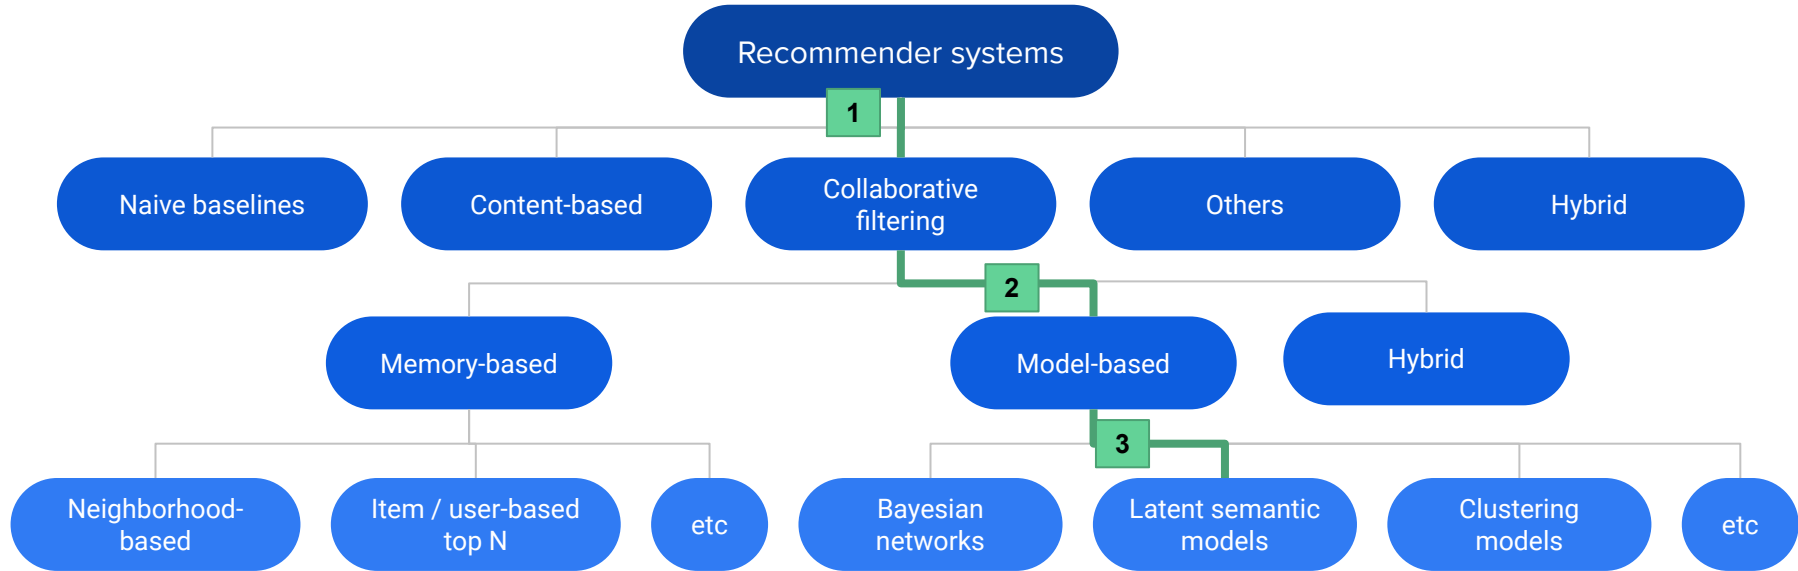 Recommender systems
1
Naive baselines
Content-based
Collaborative
filtering
Others
Hybrid
2
Memory-based
Model-based
Hybrid
3
Neighborhood-
based
Item / user-based
top N
etc
Bayesian
networks
Latent semantic
models
Clustering
models
etc